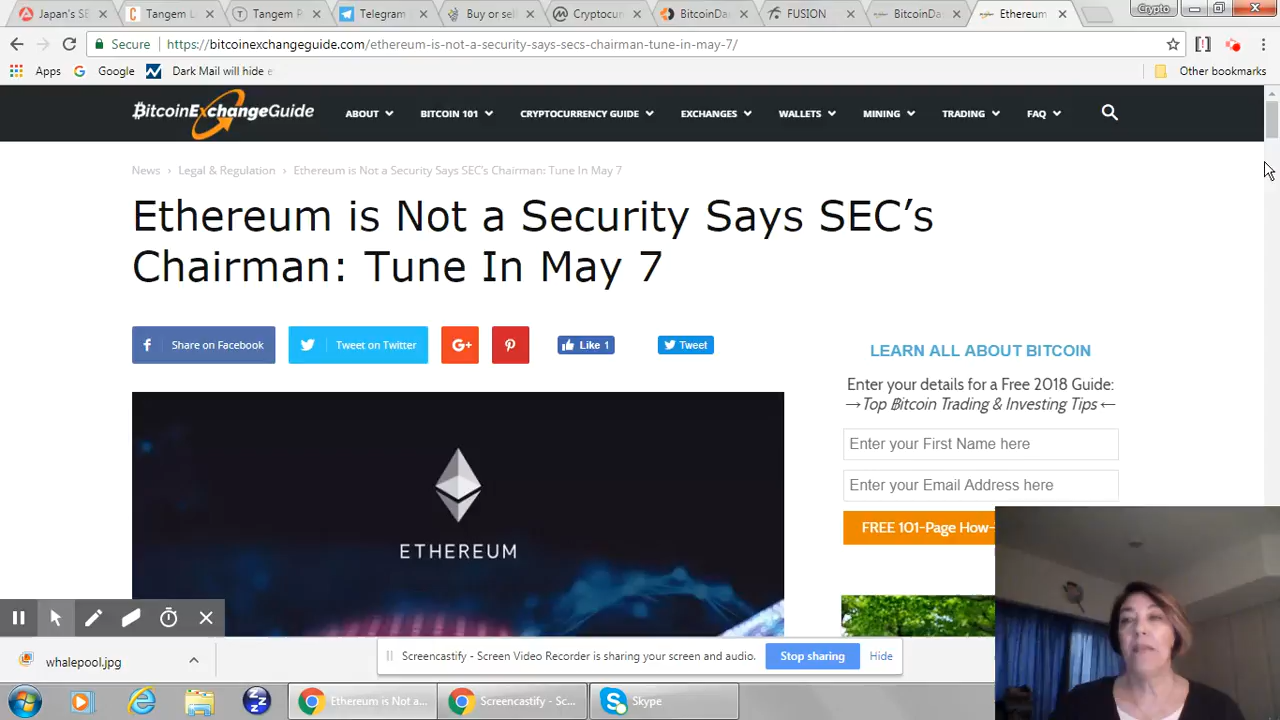 Japan's SE
Tangem L
Tangem P
Telegram
Buy or sel
Cryptocur
BitcoinDa
FUSION
BitcoinDa
Ethereum
Crypto
Secure
https://bitcoinexchangeguide.com/ethereum-is-not-a-security-says-secs-chairman-tune-in-may-7/
Apps
Google
Dark Mail will hide e
Other bookmarks
BitcoinExchangeGuide
ABOUT
BITCOIN 101
CRYPTOCURRENCY GUIDE
EXCHANGES
WALLETS
MINING
TRADING
FAQ
News › Legal & Regulation › Ethereum is Not a Security Says SEC's Chairman: Tune In May 7
Ethereum is Not a Security Says SEC's
Chairman: Tune In May 7
Share on Facebook
Tweet on Twitter
G+
Like 1
Tweet
LEARN ALL ABOUT BITCOIN
Enter your details for a Free 2018 Guide:
→Top Bitcoin Trading & Investing Tips←
Enter your First Name here
Enter your Email Address here
FREE 101-Page How-
ETHEREUM
whalepool.jpg
Screencastify - Screen Video Recorder is sharing your screen and audio.
Stop sharing
Hide
Ethereum is Not a...
Screencastify - Sc...
Skype